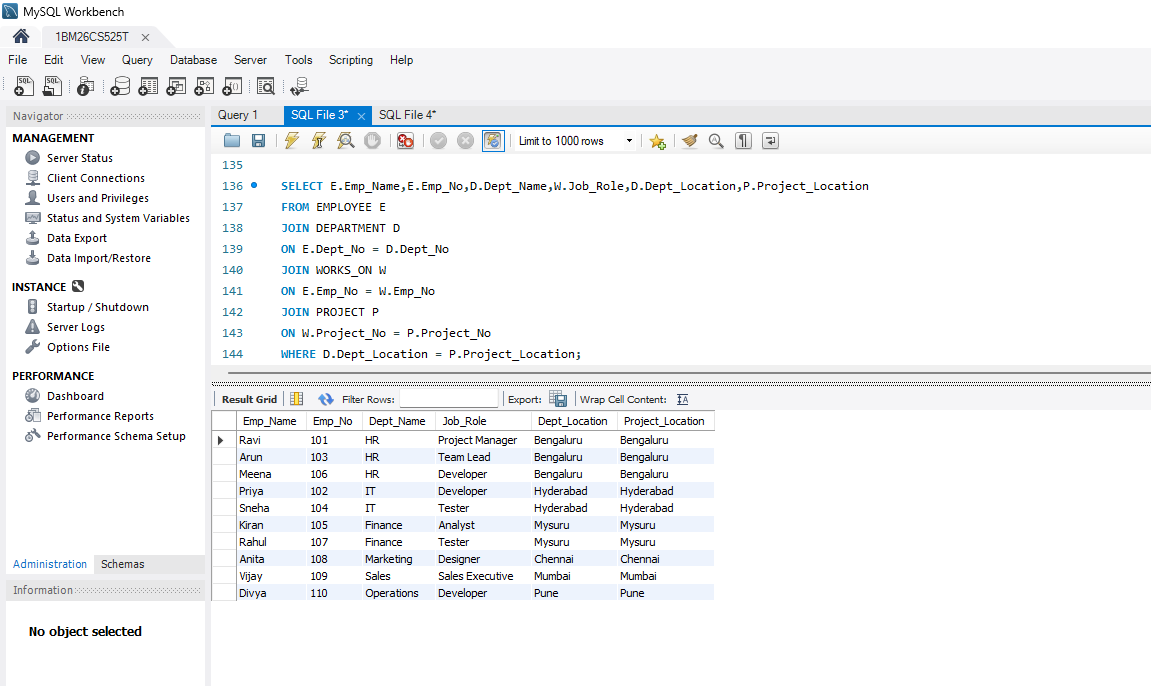 MySQL Workbench
1BM26CS525T
File Edit View Query Database Server Tools Scripting Help
Navigator
MANAGEMENT
Server Status
Client Connections
Users and Privileges
Status and System Variables
Data Export
Data Import/Restore
INSTANCE
Startup / Shutdown
Server Logs
Options File
PERFORMANCE
Dashboard
Performance Reports
Performance Schema Setup
Administration Schemas
Information
No object selected
Query 1 SQL File 3* SQL File 4*
Limit to 1000 rows
135
136 SELECT E.Emp_Name,E.Emp_No,D.Dept_Name,W.Job_Role,D.Dept_Location,P.Project_Location
137 FROM EMPLOYEE E
138 JOIN DEPARTMENT D
139 ON E.Dept_No = D.Dept_No
140 JOIN WORKS_ON W
141 ON E.Emp_No = W.Emp_No
142 JOIN PROJECT P
143 ON W.Project_No = P.Project_No
144 WHERE D.Dept_Location = P.Project_Location;
Result Grid Filter Rows: Export: Wrap Cell Content:
Emp_Name Emp_No Dept_Name Job_Role Dept_Location Project_Location
Ravi 101 HR Project Manager Bengaluru Bengaluru
Arun 103 HR Team Lead Bengaluru Bengaluru
Meena 106 HR Developer Bengaluru Bengaluru
Priya 102 IT Developer Hyderabad Hyderabad
Sneha 104 IT Tester Hyderabad Hyderabad
Kiran 105 Finance Analyst Mysuru Mysuru
Rahul 107 Finance Tester Mysuru Mysuru
Anita 108 Marketing Designer Chennai Chennai
Vijay 109 Sales Sales Executive Mumbai Mumbai
Divya 110 Operations Developer Pune Pune